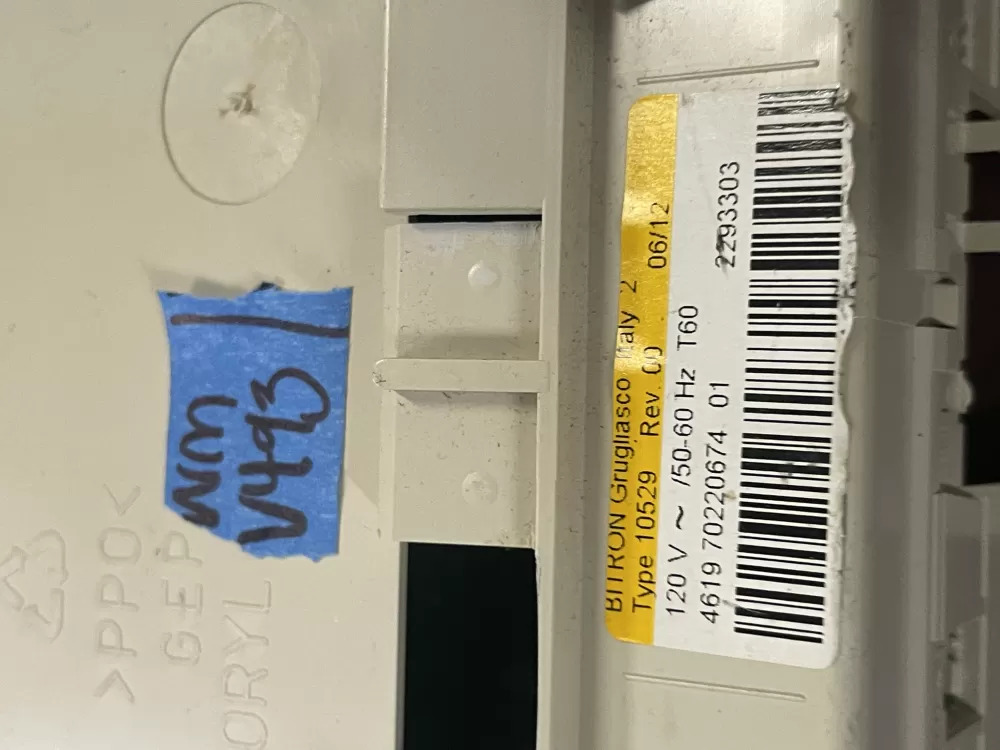 >PPO<
GEP
ORYL
WM
V493
BITRON Grugliasco Italy 2
Type 10529 Rev. 00 06/12
120 V ~ /50-60 Hz T60
4619 70220674 01 2293303